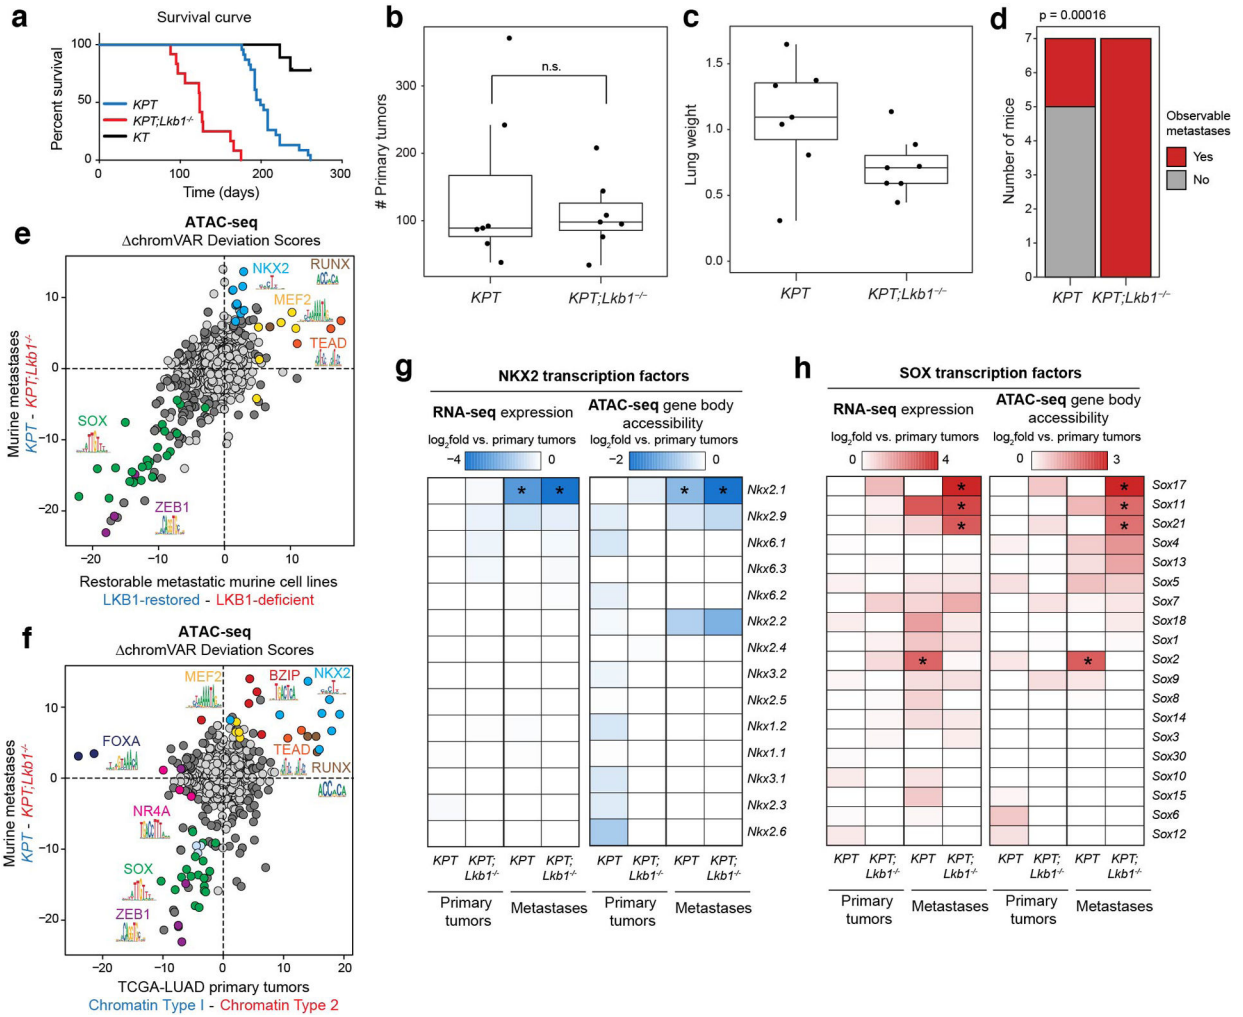 a
Survival curve
Percent survival
100
50
0
KPT
KPT;Lkb1-/-
KT
0
100
200
300
Time (days)
b
# Primary tumors
300
200
100
n.s.
KPT
KPT;Lkb1-/-
c
Lung weight
1.5
1.0
0.5
0.0
KPT
KPT;Lkb1-/-
d
p = 0.00016
Number of mice
7
6
5
4
3
2
1
0
KPT
KPT;Lkb1-/-
Observable
metastases
Yes
No
e
ATAC-seq
ΔchromVAR Deviation Scores
Murine metastases
KPT - KPT;Lkb1-/-
10
0
−10
−20
NKX2
RUNX
MEF2
TEAD
SOX
ZEB1
−20
−10
0
10
Restorable metastatic murine cell lines
LKB1-restored - LKB1-deficient
f
ATAC-seq
ΔchromVAR Deviation Scores
Murine metastases
KPT - KPT;Lkb1-/-
10
0
−10
−20
MEF2
BZIP
NKX2
FOXA
TEAD
RUNX
NR4A
SOX
ZEB1
−20
−10
0
10
20
TCGA-LUAD primary tumors
Chromatin Type I - Chromatin Type 2
g
NKX2 transcription factors
RNA-seq expression
log2fold vs. primary tumors
−4
0
ATAC-seq gene body
accessibility
log2fold vs. primary tumors
−2
0
* * * *
Nkx2.1
Nkx2.9
Nkx6.1
Nkx6.3
Nkx6.2
Nkx2.2
Nkx2.4
Nkx3.2
Nkx2.5
Nkx1.2
Nkx1.1
Nkx3.1
Nkx2.3
Nkx2.6
KPT
KPT;
Lkb1-/-
KPT
KPT;
Lkb1-/-
KPT
KPT;
Lkb1-/-
KPT
KPT;
Lkb1-/-
Primary
tumors
Metastases
Primary
tumors
Metastases
h
SOX transcription factors
RNA-seq expression
log2fold vs. primary tumors
0
4
ATAC-seq gene body
accessibility
log2fold vs. primary tumors
0
3
* * Sox17
* * Sox11
* * Sox21
Sox4
Sox13
Sox5
Sox7
Sox18
Sox1
* * Sox2
Sox9
Sox8
Sox14
Sox3
Sox30
Sox10
Sox15
Sox6
Sox12
KPT
KPT;
Lkb1-/-
KPT
KPT;
Lkb1-/-
KPT
KPT;
Lkb1-/-
KPT
KPT;
Lkb1-/-
Primary
tumors
Metastases
Primary
tumors
Metastases